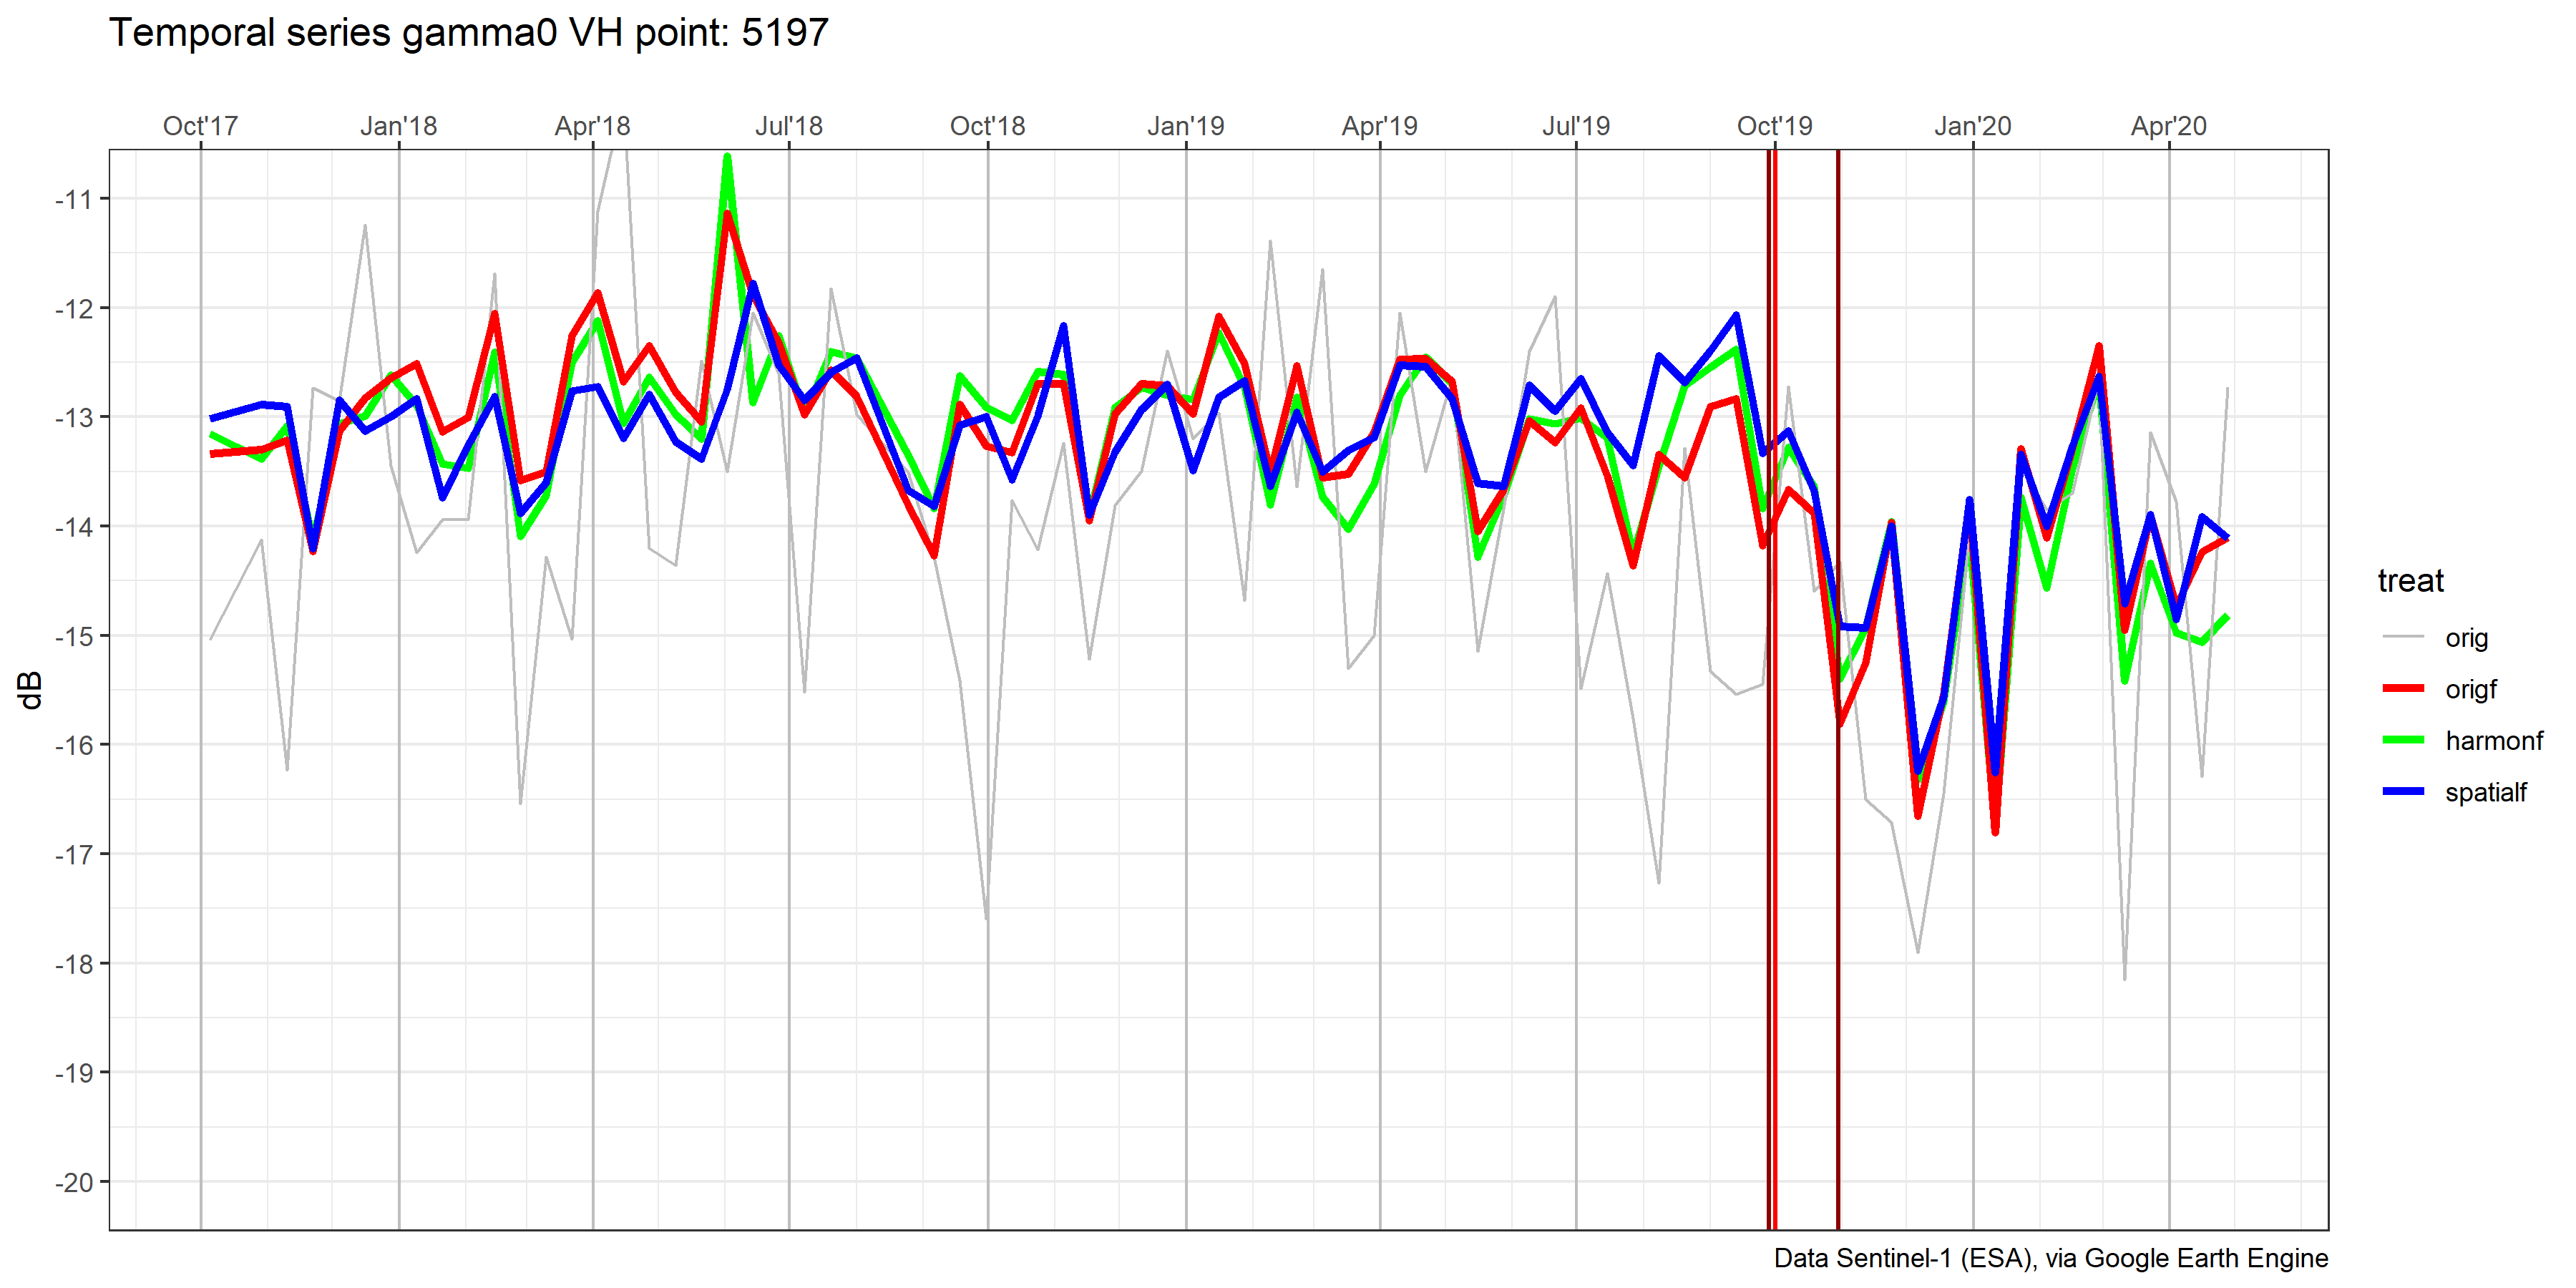 Temporal series gamma0 VH point: 5197
Oct'17 Jan'18 Apr'18 Jul'18 Oct'18 Jan'19 Apr'19 Jul'19 Oct'19 Jan'20 Apr'20
-11
-12
-13
-14
-15
-16
-17
-18
-19
-20
dB
treat
orig
origf
harmonf
spatialf
Data Sentinel-1 (ESA), via Google Earth Engine